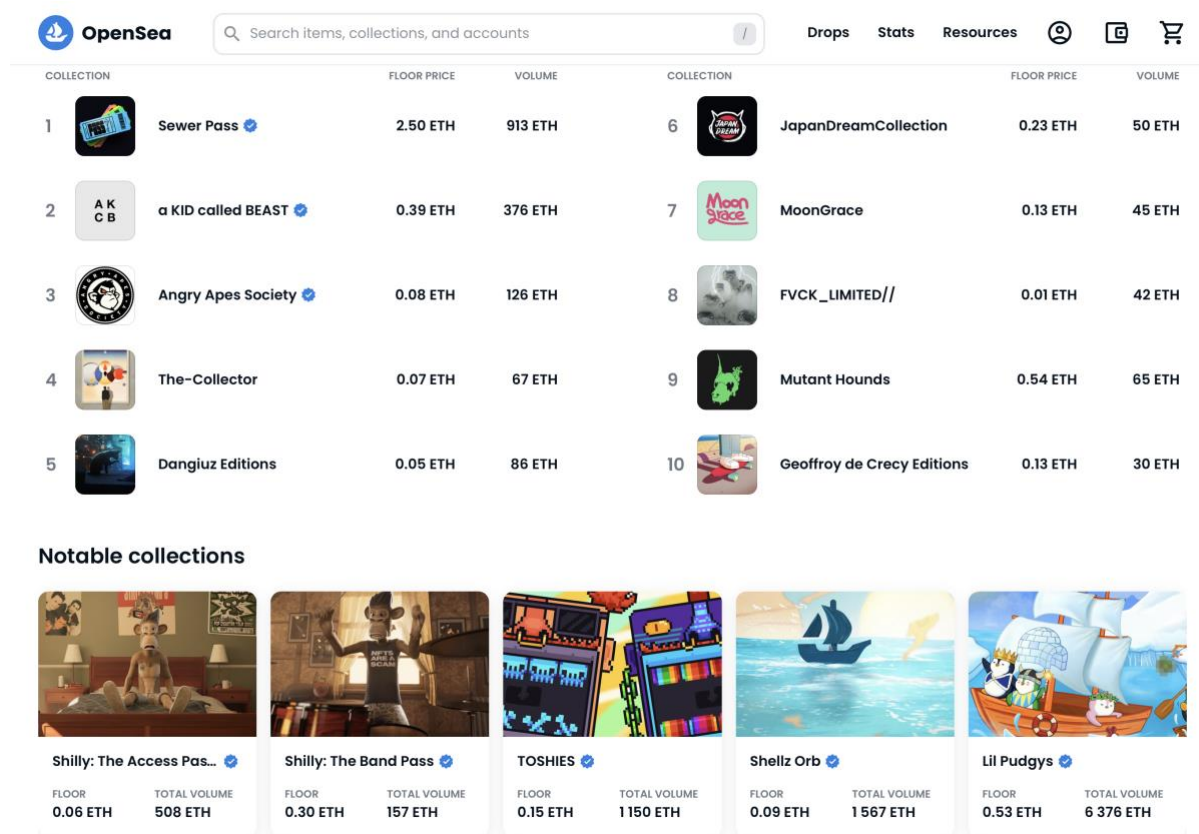 OpenSea
Search items, collections, and accounts
/
Drops Stats Resources
COLLECTION FLOOR PRICE VOLUME
1 Sewer Pass 2.50 ETH 913 ETH
2 A K C B a KID called BEAST 0.39 ETH 376 ETH
3 ANGRY APES SOCIETY Angry Apes Society 0.08 ETH 126 ETH
4 The-Collector 0.07 ETH 67 ETH
5 Dangiuz Editions 0.05 ETH 86 ETH
COLLECTION FLOOR PRICE VOLUME
6 JAPAN DREAM JapanDreamCollection 0.23 ETH 50 ETH
7 Moon grace MoonGrace 0.13 ETH 45 ETH
8 FVCK_LIMITED// 0.01 ETH 42 ETH
9 Mutant Hounds 0.54 ETH 65 ETH
10 Geoffroy de Crecy Editions 0.13 ETH 30 ETH
Notable collections
NFTS
ARE A
SCAM
Shilly: The Access Pas...
FLOOR TOTAL VOLUME
0.06 ETH 508 ETH
Shilly: The Band Pass
FLOOR TOTAL VOLUME
0.30 ETH 157 ETH
TOSHIES
FLOOR TOTAL VOLUME
0.15 ETH 1 150 ETH
Shellz Orb
FLOOR TOTAL VOLUME
0.09 ETH 1 567 ETH
Lil Pudgys
FLOOR TOTAL VOLUME
0.53 ETH 6 376 ETH